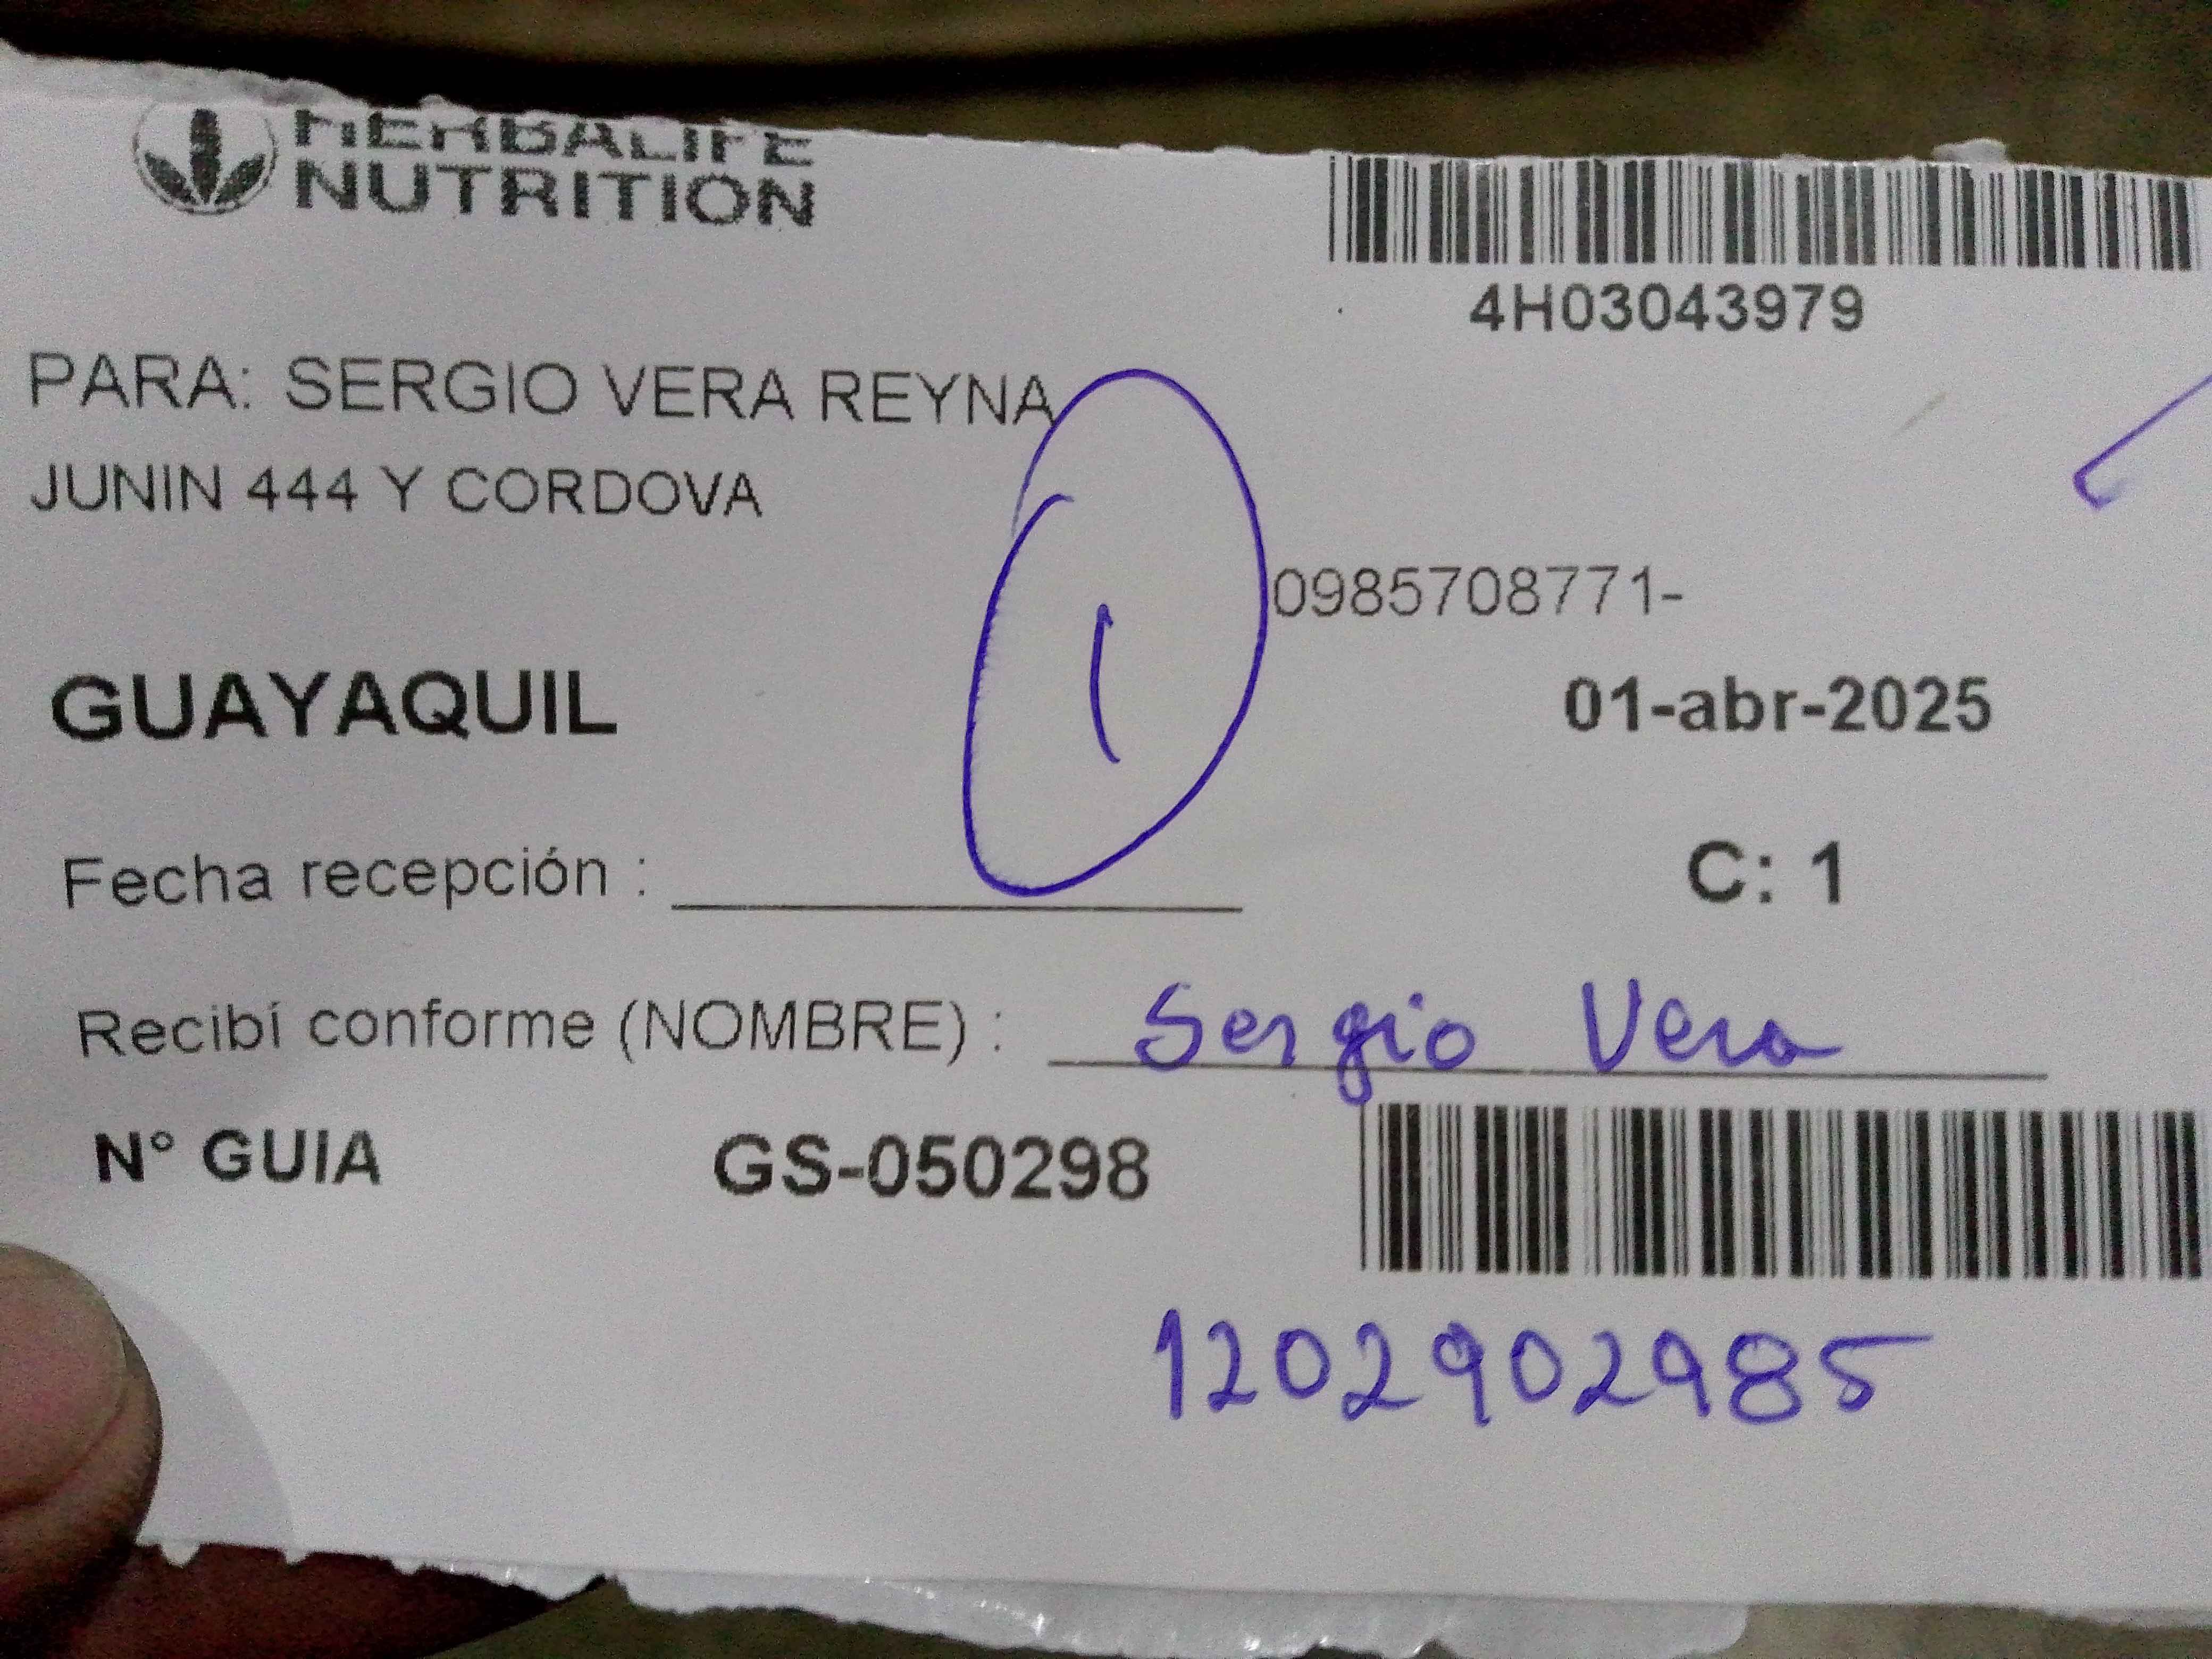 HERBALIFE
NUTRITION
4H03043979
PARA: SERGIO VERA REYNA
JUNIN 444 Y CORDOVA
0985708771-
1
GUAYAQUIL
01-abr-2025
Fecha recepción :
C: 1
Recibí conforme (NOMBRE) : Sergio Vera
N° GUIA GS-050298
1202902985